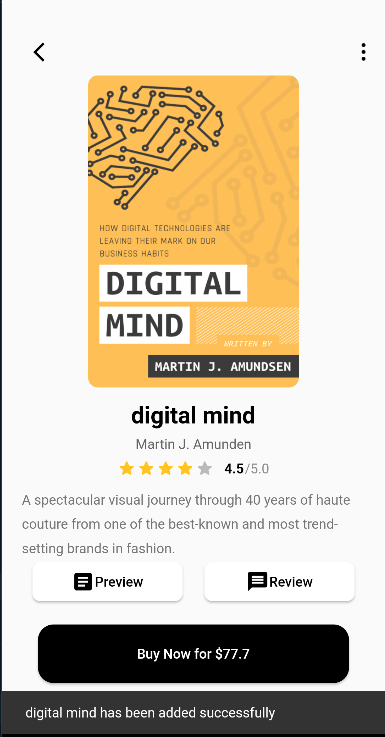 HOW DIGITAL TECHNOLOGIES ARE
LEAVING THEIR MARK ON OUR
BUSINESS HABITS
DIGITAL
MIND
WRITTEN BY
MARTIN J. AMUNDSEN
digital mind
Martin J. Amunden
4.5/5.0
A spectacular visual journey through 40 years of haute
couture from one of the best-known and most trend-
setting brands in fashion.
Preview
Review
Buy Now for $77.7
digital mind has been added successfully